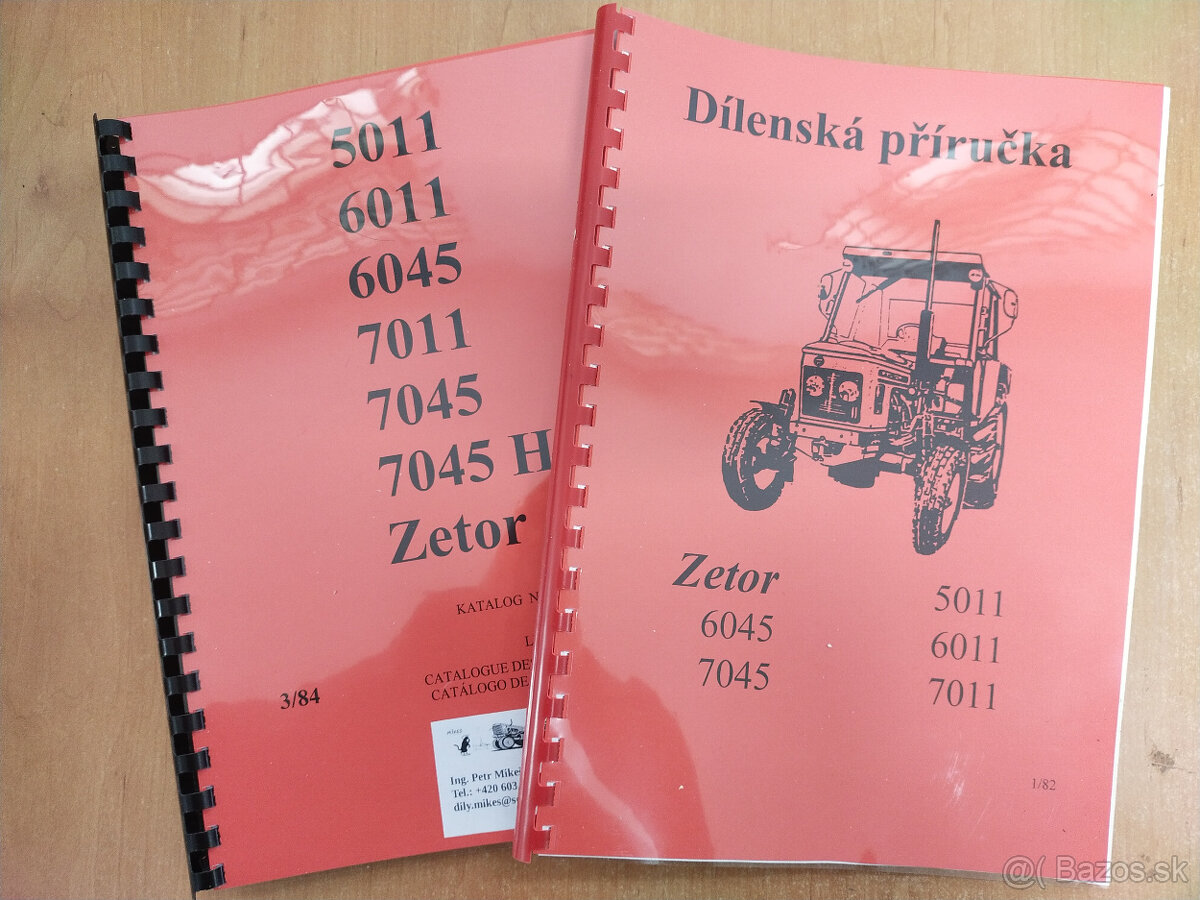 5011
6011
6045
7011
7045
7045 H
Zetor
KATALOG N
L
CATALOGUE DE
CATÁLOGO DE
3/84
mikes
Ing. Petr Mike
Tel.: +420 603
dily.mikes@s
Dílenská příručka
Zetor
6045
7045
5011
6011
7011
1/82
@( Bazos.sk